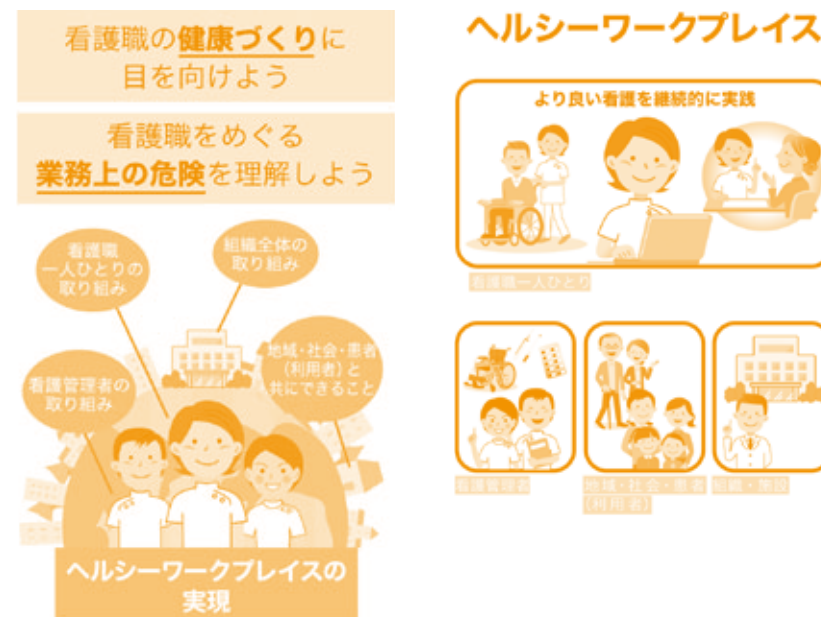 看護職の健康づくりに
目を向けよう
看護職をめぐる
業務上の危険を理解しよう
看護職
一人ひとりの
取り組み
組織全体の
取り組み
看護管理者の
取り組み
地域・社会・患者
(利用者)と
共にできること
ヘルシーワークプレイスの
実現
ヘルシーワークプレイス
より良い看護を継続的に実践
看護職一人ひとり
看護管理者
地域・社会・患者
(利用者)
組織・施設